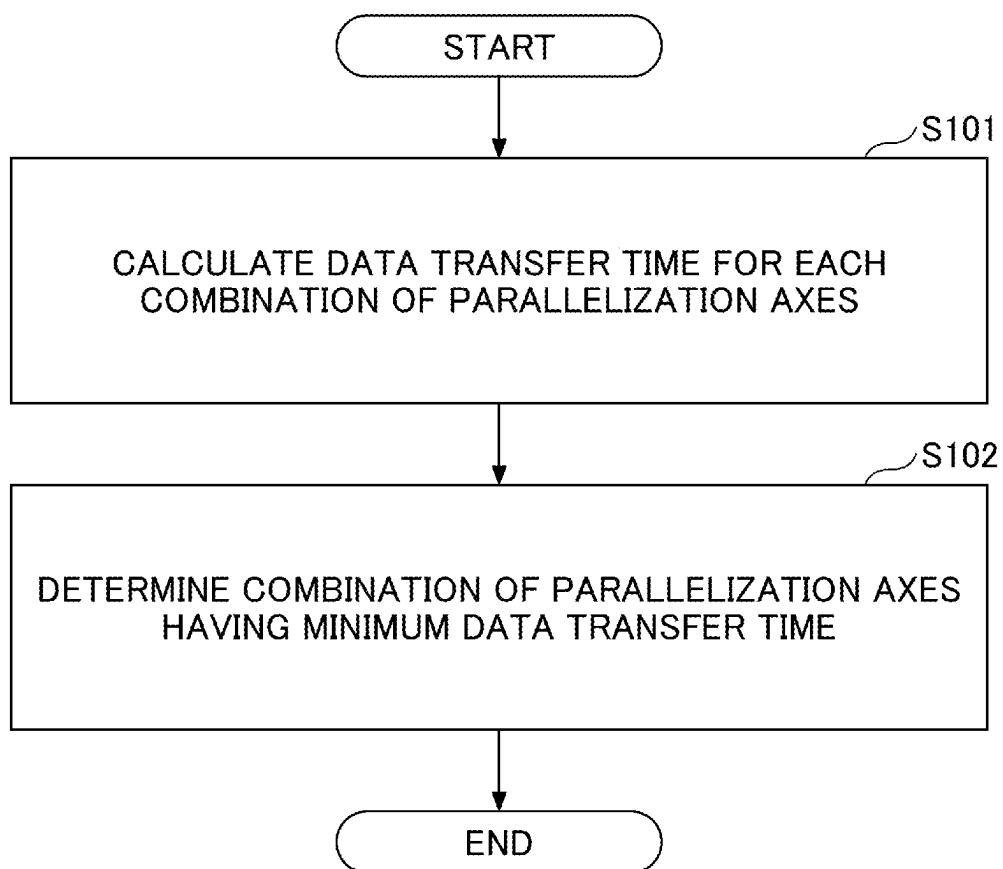 START
S101
CALCULATE DATA TRANSFER TIME FOR EACH
COMBINATION OF PARALLELIZATION AXES
S102
DETERMINE COMBINATION OF PARALLELIZATION AXES
HAVING MINIMUM DATA TRANSFER TIME
END